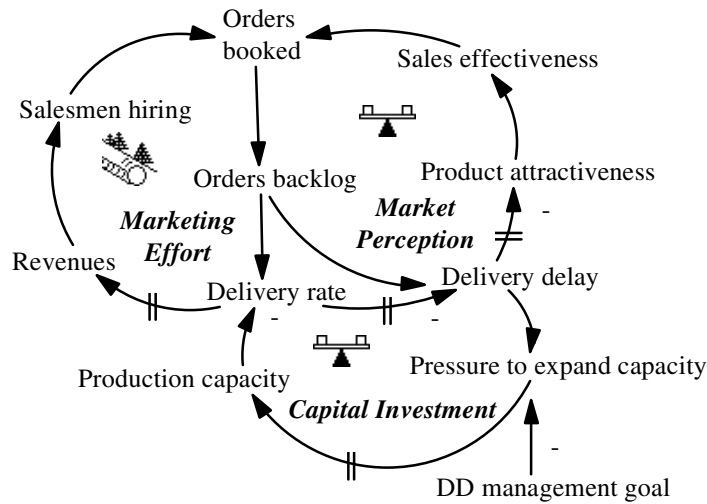 Orders
booked
Sales effectiveness
Salesmen hiring
Orders backlog
Product attractiveness
-
Marketing
Effort
Market
Perception
Revenues
Delivery rate
-
-
Delivery delay
Production capacity
Pressure to expand capacity
Capital Investment
-
DD management goal